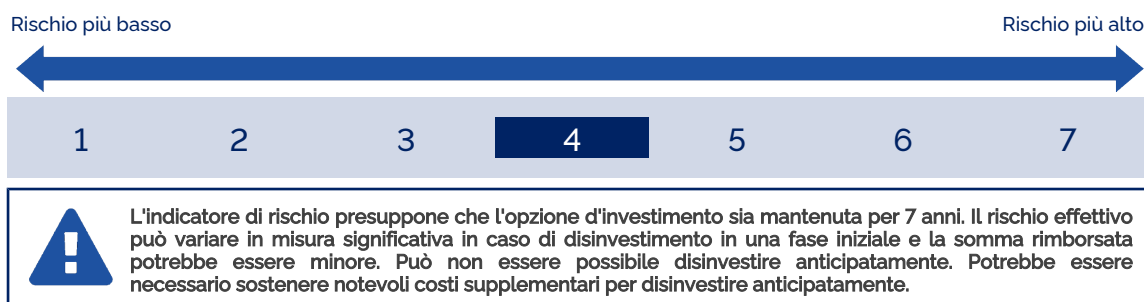 Rischio più basso Rischio più alto
1 2 3 4 5 6 7
L'indicatore di rischio presuppone che l'opzione d'investimento sia mantenuta per 7 anni. Il rischio effettivo
può variare in misura significativa in caso di disinvestimento in una fase iniziale e la somma rimborsata
potrebbe essere minore. Può non essere possibile disinvestire anticipatamente. Potrebbe essere
necessario sostenere notevoli costi supplementari per disinvestire anticipatamente.